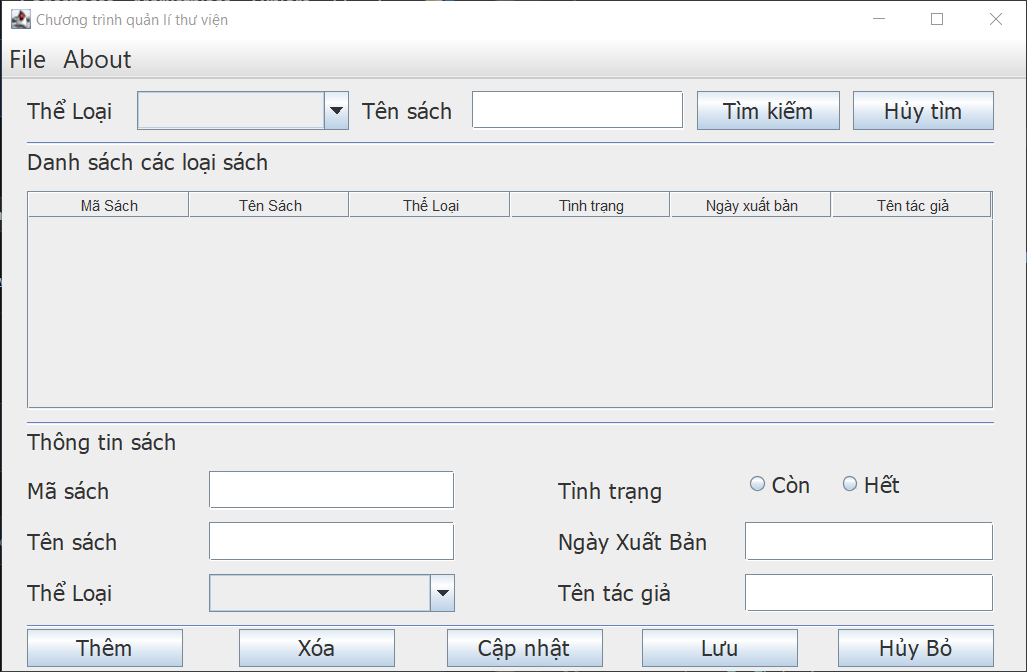 Chương trình quản lí thư viện
File About
Thể Loại Tên sách Tìm kiếm Hủy tìm
Danh sách các loại sách
Mã Sách Tên Sách Thể Loại Tình trạng Ngày xuất bản Tên tác giả
Thông tin sách
Mã sách Tình trạng Còn Hết
Tên sách Ngày Xuất Bản
Thể Loại Tên tác giả
Thêm Xóa Cập nhật Lưu Hủy Bỏ